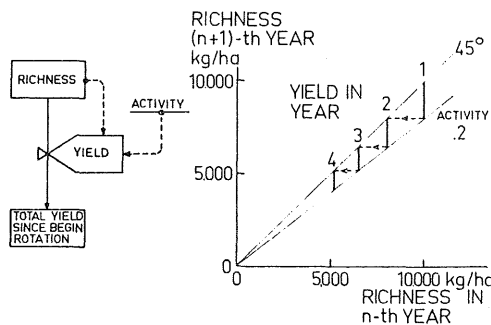 RICHNESS
ACTIVITY
YIELD
TOTAL YIELD
SINCE BEGIN
ROTATION
RICHNESS
(n+1)-th YEAR
kg/ha
10000
5,000
0
YIELD IN
YEAR
1
2
3
4
45°
ACTIVITY
.2
0
5,000
10,000 kg/ha
RICHNESS IN
n-th YEAR